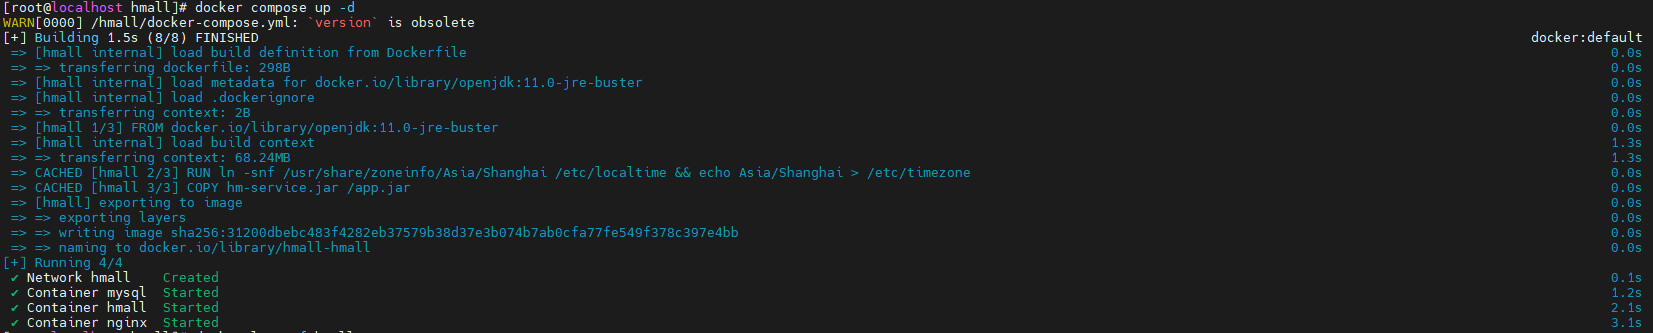 [root@localhost hmall]# docker compose up -d
WARN[0000] /hmall/docker-compose.yml: `version` is obsolete
[+] Building 1.5s (8/8) FINISHED docker:default
=> [hmall internal] load build definition from Dockerfile 0.0s
=> => transferring dockerfile: 298B 0.0s
=> [hmall internal] load metadata for docker.io/library/openjdk:11.0-jre-buster 0.0s
=> [hmall internal] load .dockerignore 0.0s
=> => transferring context: 2B 0.0s
=> [hmall 1/3] FROM docker.io/library/openjdk:11.0-jre-buster 0.0s
=> [hmall internal] load build context 1.3s
=> => transferring context: 68.24MB 1.3s
=> CACHED [hmall 2/3] RUN ln -snf /usr/share/zoneinfo/Asia/Shanghai /etc/localtime && echo Asia/Shanghai > /etc/timezone 0.0s
=> CACHED [hmall 3/3] COPY hm-service.jar /app.jar 0.0s
=> [hmall] exporting to image 0.0s
=> => exporting layers 0.0s
=> => writing image sha256:31200dbebc483f4282eb37579b38d37e3b074b7ab0cfa77fe549f378c397e4bb 0.0s
=> => naming to docker.io/library/hmall-hmall 0.0s
[+] Running 4/4
✔ Network hmall Created 0.1s
✔ Container mysql Started 1.2s
✔ Container hmall Started 2.1s
✔ Container nginx Started 3.1s